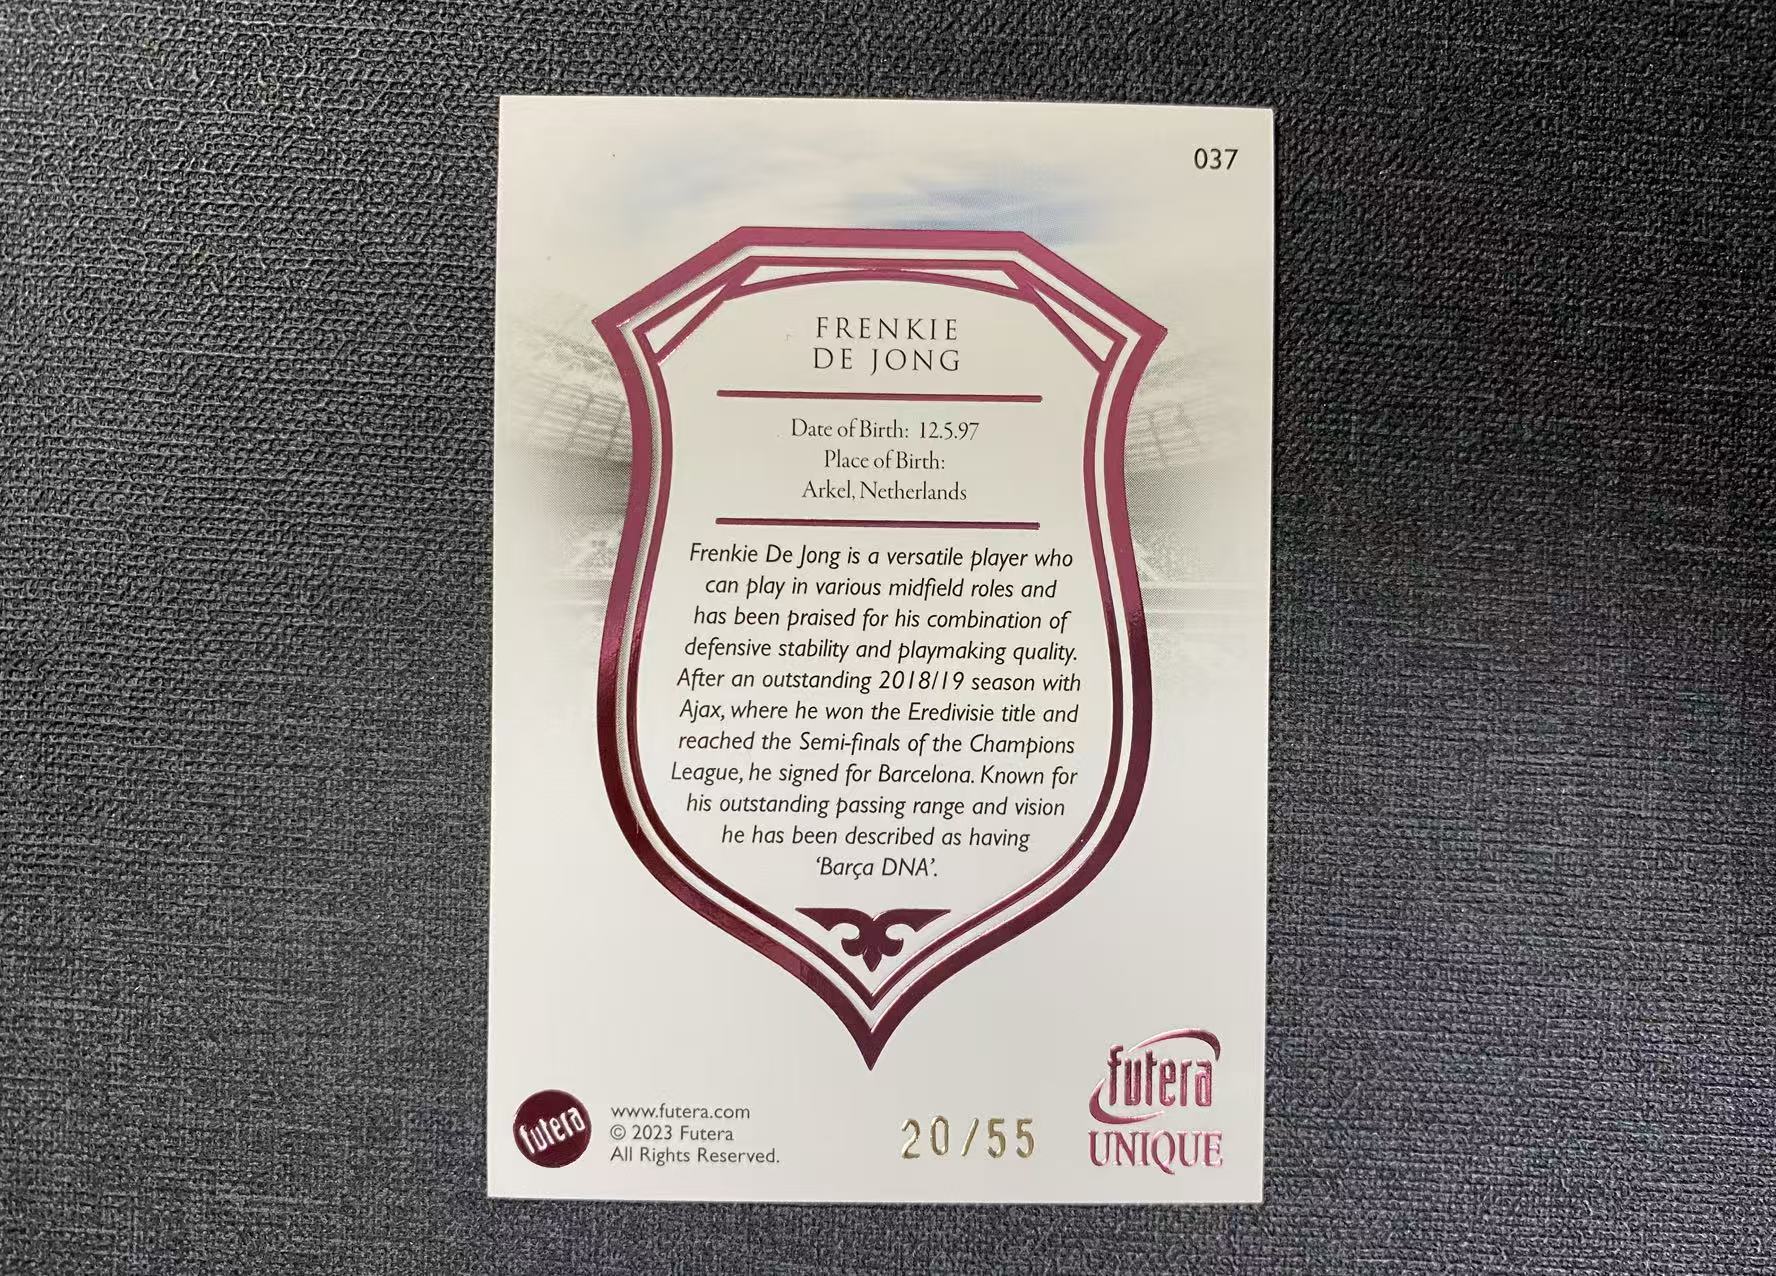 037
FRENKIE
DE JONG
Date of Birth: 12.5.97
Place of Birth:
Arkel, Netherlands
Frenkie De Jong is a versatile player who
can play in various midfield roles and
has been praised for his combination of
defensive stability and playmaking quality.
After an outstanding 2018/19 season with
Ajax, where he won the Eredivisie title and
reached the Semi-finals of the Champions
League, he signed for Barcelona. Known for
his outstanding passing range and vision
he has been described as having
‘Barça DNA’.
futera
www.futera.com
© 2023 Futera
All Rights Reserved.
20/55
futera
UNIQUE